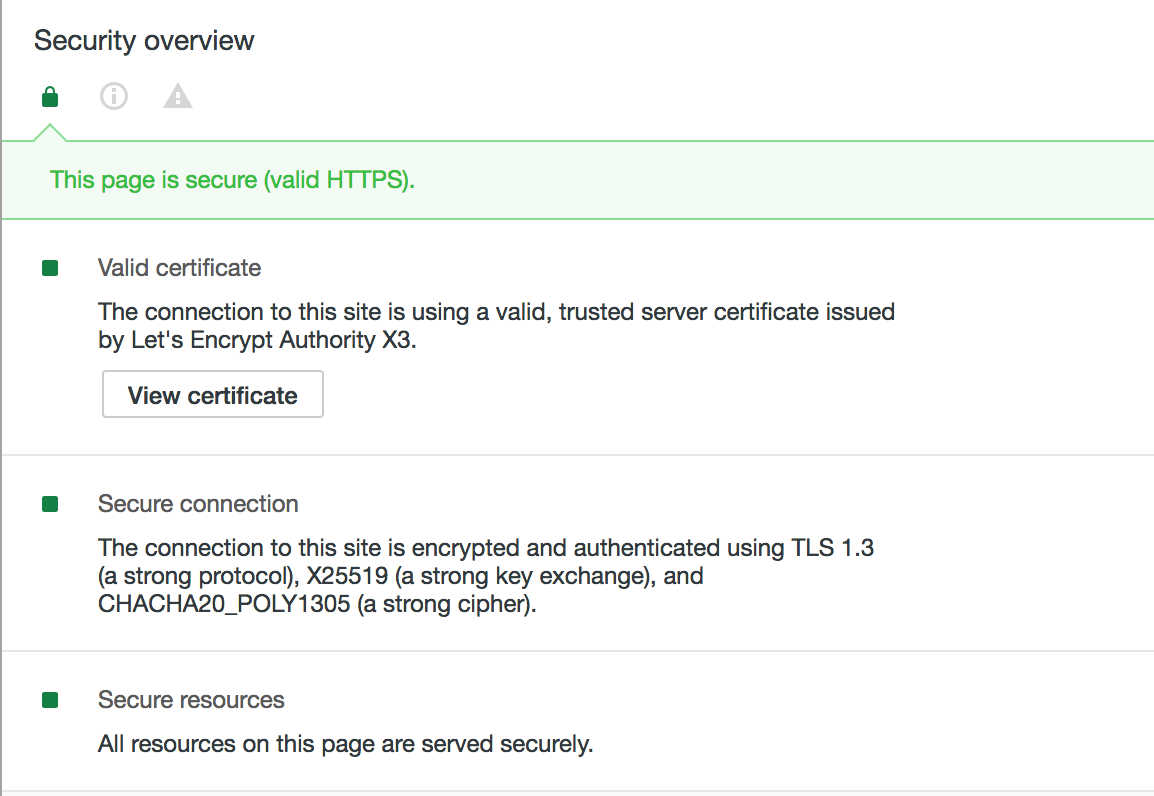 Security overview
This page is secure (valid HTTPS).
Valid certificate
The connection to this site is using a valid, trusted server certificate issued
by Let's Encrypt Authority X3.
View certificate
Secure connection
The connection to this site is encrypted and authenticated using TLS 1.3
(a strong protocol), X25519 (a strong key exchange), and
CHACHA20_POLY1305 (a strong cipher).
Secure resources
All resources on this page are served securely.